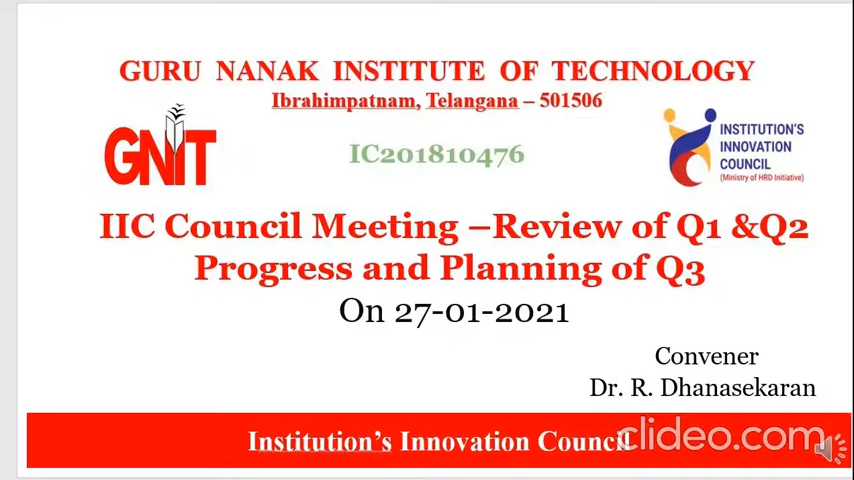 GURU NANAK INSTITUTE OF TECHNOLOGY
Ibrahimpatnam, Telangana – 501506
GNIT
IC201810476
INSTITUTION'S
INNOVATION
COUNCIL
(Ministry of HRD Initiative)
IIC Council Meeting –Review of Q1 &Q2
Progress and Planning of Q3
On 27-01-2021
Convener
Dr. R. Dhanasekaran
Institution's Innovation Council
clideo.com